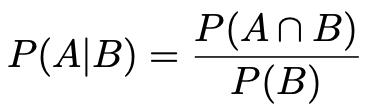 P(A|B) = P(A ∩ B) / P(B)